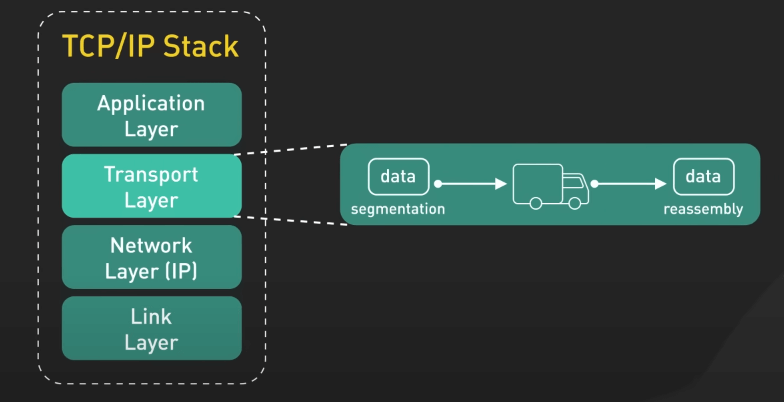 TCP/IP Stack
Application
Layer
Transport
Layer
Network
Layer (IP)
Link
Layer
data
segmentation
data
reassembly